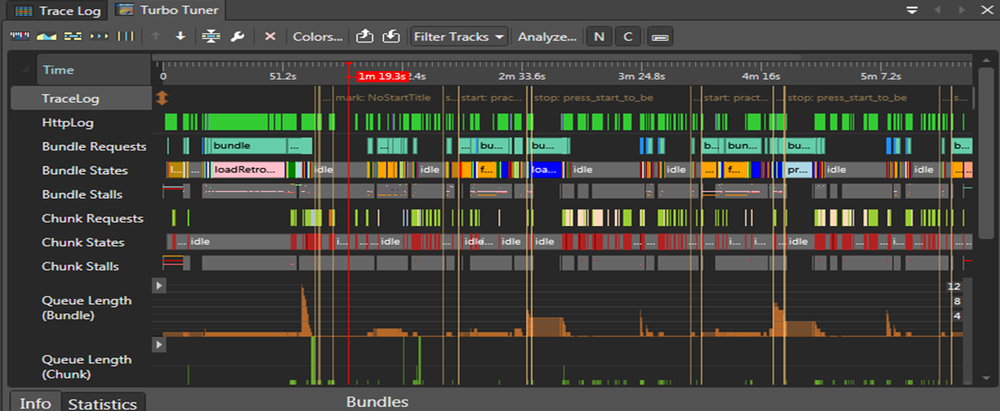 Trace Log Turbo Tuner
Colors... Filter Tracks Analyze... N C
Time
0 51.2s 1m 19.3s 2.4s 2m 33.6s 3m 24.8s 4m 16s 5m 7.2s
TraceLog ... mark: NoStartTitle s... start: prac... stop: press_start_to_be start: pract... stop: press_start_to_be ... s...
HttpLog
Bundle Requests bundle ... ... ... bu... bu... b... bun... bu... b...
Bundle States l... ... loadRetro... idle ... idle f... loa... idle idle ... f... pr... idle idle ...
Bundle Stalls
Chunk Requests
Chunk States ... idle i... ... ... idle ... idle... idle idle ... i... i... ... idle ... i...
Chunk Stalls
Queue Length
(Bundle)
12
8
4
Queue Length
(Chunk)
Info Statistics Bundles